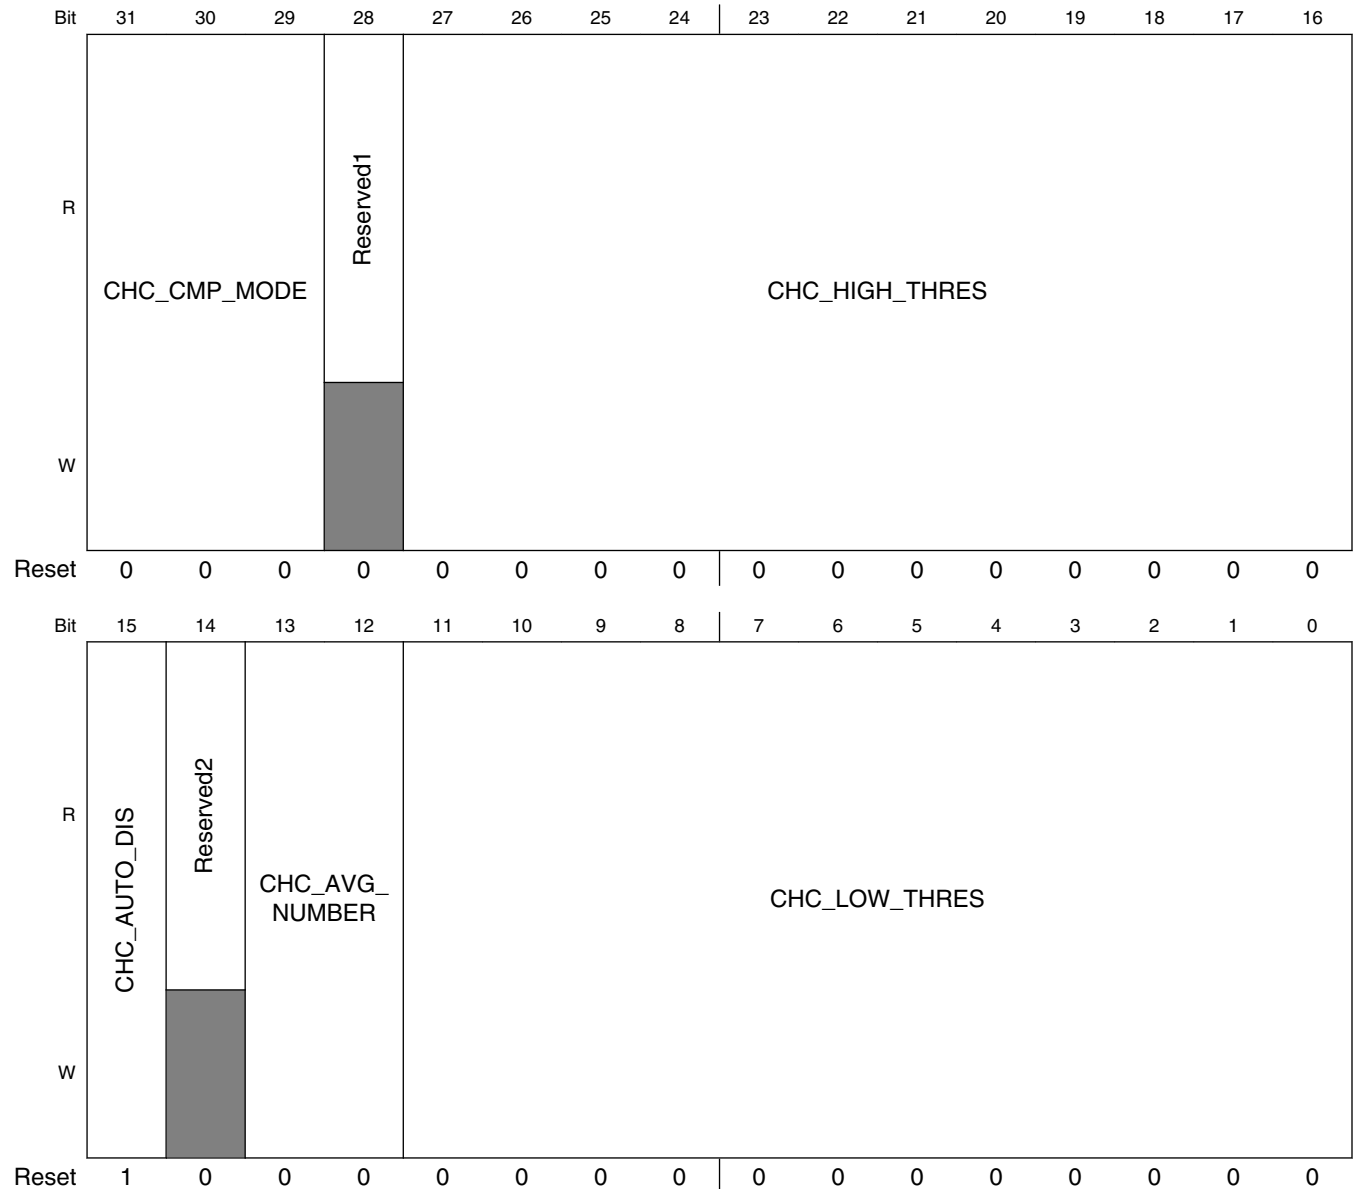 Bit 31 30 29 28 27 26 25 24 23 22 21 20 19 18 17 16
R
CHC_CMP_MODE
Reserved1
CHC_HIGH_THRES
W
Reset 0 0 0 0 0 0 0 0 0 0 0 0 0 0 0 0
Bit 15 14 13 12 11 10 9 8 7 6 5 4 3 2 1 0
R
CHC_AUTO_DIS
Reserved2
CHC_AVG_
NUMBER
CHC_LOW_THRES
W
Reset 1 0 0 0 0 0 0 0 0 0 0 0 0 0 0 0